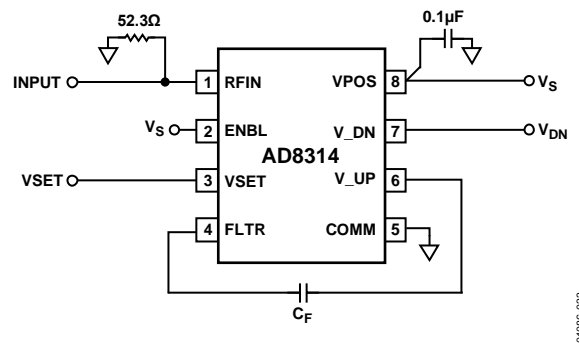 52.3Ω
0.1µF
INPUT
1 RFIN
VPOS 8
VS
VS
2 ENBL
V_DN 7
VDN
AD8314
VSET
3 VSET
V_UP 6
4 FLTR
COMM 5
CF